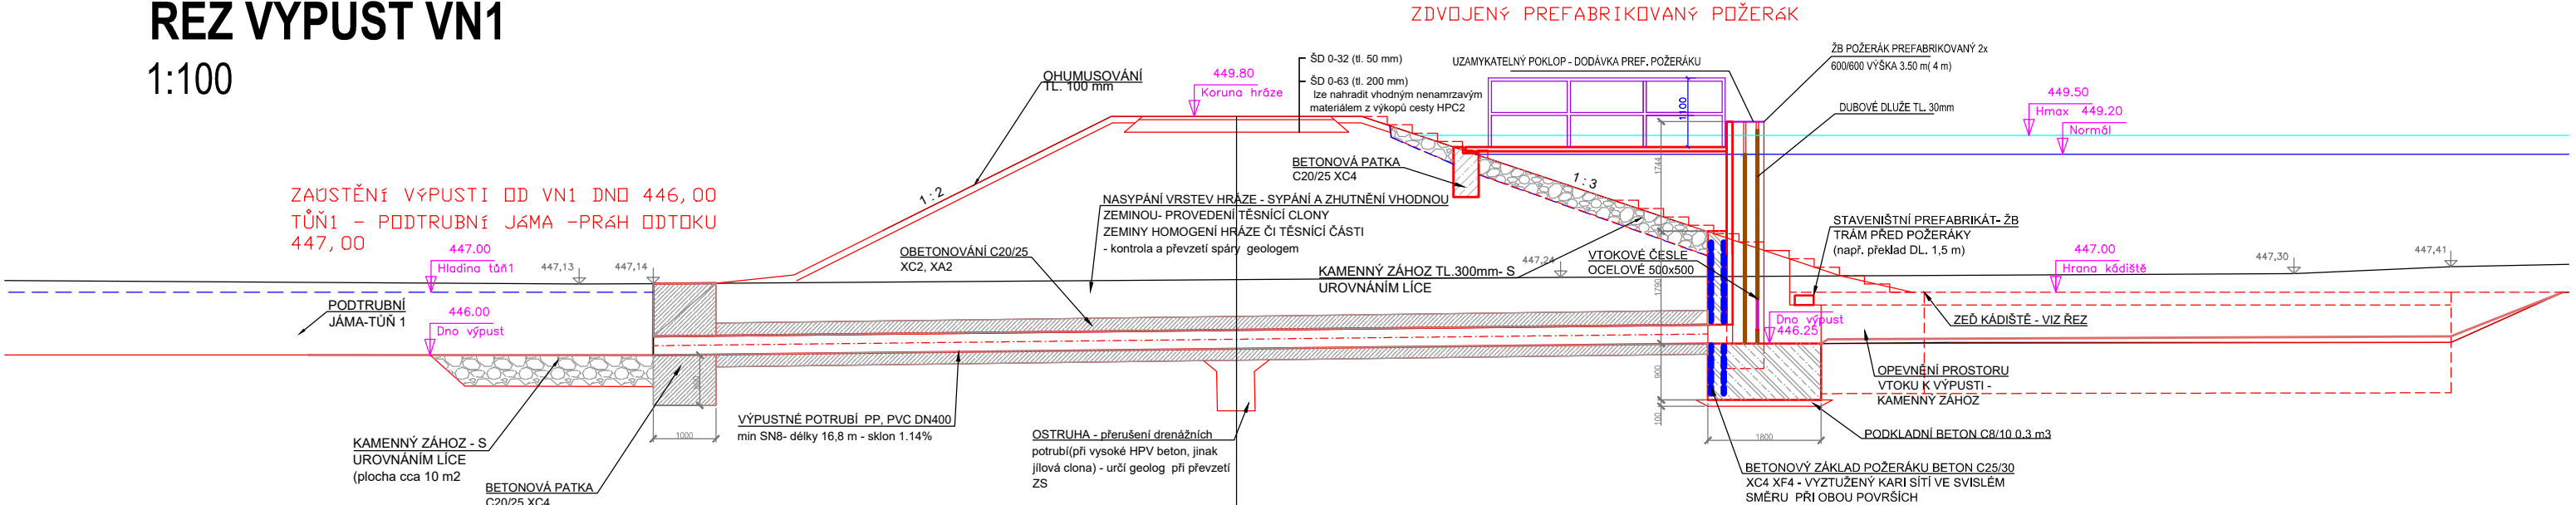 ŘEZ VÝPUST VN1
1:100
ZDVOJENÝ PREFABRIKOVANÝ POŽERÁK
OHUMUSOVÁNÍ
TL. 100 mm
449.80
Koruna hráze
ŠD 0-32 (tl. 50 mm)
ŠD 0-63 (tl. 200 mm)
lze nahradit vhodným nenamrzavým
materiálem z výkopů cesty HPC2
UZAMYKATELNÝ POKLOP - DODÁVKA PREF. POŽERÁKU
1100
ŽB POŽERÁK PREFABRIKOVANÝ 2x
600/600 VÝŠKA 3.50 m( 4 m)
DUBOVÉ DLUŽE TL. 30mm
449.50
Hmax 449.20
Normál
1 : 2
BETONOVÁ PATKA
C20/25 XC4
1 : 3
1744
ZAÚSTĚNÍ VÝPUSTI OD VN1 DNO 446,00
TŮŇ1 - PODTRUBNÍ JÁMA -PRÁH ODTOKU
447,00
NASYPÁNÍ VRSTEV HRÁZE - SYPÁNÍ A ZHUTNĚNÍ VHODNOU
ZEMINOU- PROVEDENÍ TĚSNÍCÍ CLONY
ZEMINY HOMOGENÍ HRÁZE ČI TĚSNÍCÍ ČÁSTI
- kontrola a převzetí spáry geologem
STAVENIŠTNÍ PREFABRIKÁT- ŽB
TRÁM PŘED POŽERÁKY
(např. překlad DL. 1,5 m)
447.00
Hladina tůň1
447,13
447,14
OBETONOVÁNÍ C20/25
XC2, XA2
KAMENNÝ ZÁHOZ TL.300mm- S
UROVNÁNÍM LÍCE
447,24
VTOKOVÉ ČESLE
OCELOVÉ 500x500
1790
447.00
Hrana kádiště
447,30
447,41
PODTRUBNÍ
JÁMA-TŮŇ 1
446.00
Dno výpust
Dno výpust
446.25
ZEĎ KÁDIŠTĚ - VIZ ŘEZ
900
OPEVNĚNÍ PROSTORU
VTOKU K VÝPUSTI -
KAMENNÝ ZÁHOZ
100
VÝPUSTNÉ POTRUBÍ PP, PVC DN400
min SN8- délky 16,8 m - sklon 1.14%
1000
OSTRUHA - přerušení drenážních
potrubí(při vysoké HPV beton, jinak
jílová clona) - určí geolog při převzetí
ZS
1800
PODKLADNÍ BETON C8/10 0.3 m3
KAMENNÝ ZÁHOZ - S
UROVNÁNÍM LÍCE
(plocha cca 10 m2
BETONOVÁ PATKA
C20/25 XC4
BETONOVÝ ZÁKLAD POŽERÁKU BETON C25/30
XC4 XF4 - VYZTUŽENÝ KARI SÍTÍ VE SVISLÉM
SMĚRU PŘI OBOU POVRŠÍCH